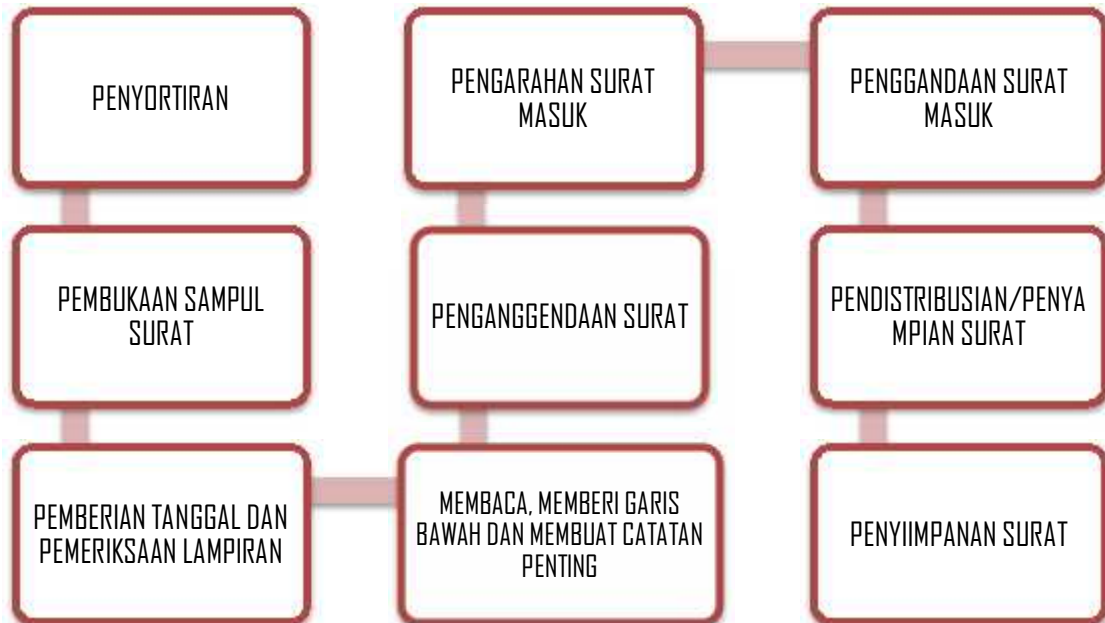 PENYORTIRAN
PEMBUKAAN SAMPUL
SURAT
PEMBERIAN TANGGAL DAN
PEMERIKSAAN LAMPIRAN
MEMBACA, MEMBERI GARIS
BAWAH DAN MEMBUAT CATATAN
PENTING
PENGANGGENDAAN SURAT
PENGARAHAN SURAT
MASUK
PENGGANDAAN SURAT
MASUK
PENDISTRIBUSIAN/PENYA
MPIAN SURAT
PENYIIMPANAN SURAT